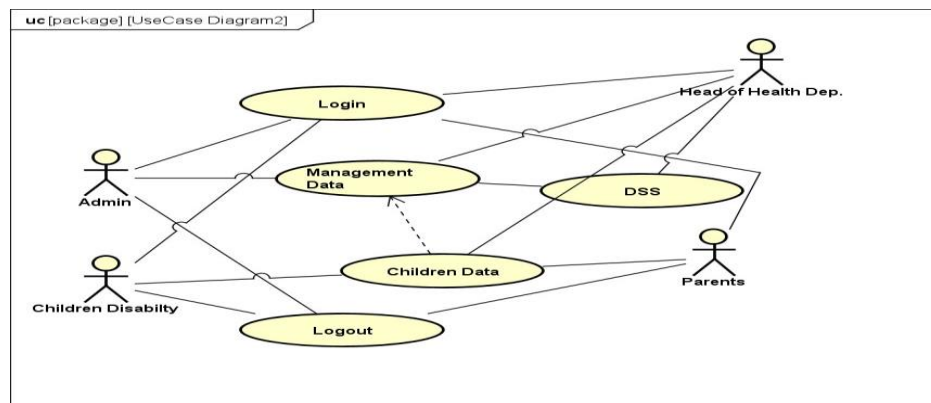 uc [package] [UseCase Diagram2]
Head of Health Dep.
Login
Management
Data
Admin
DSS
Children Data
Parents
Children Disabilty
Logout